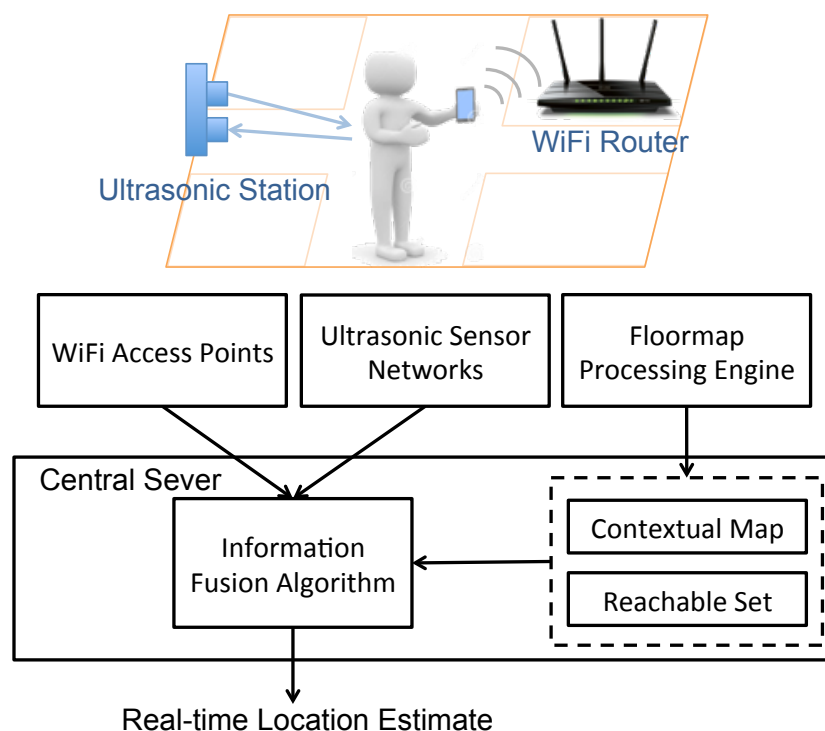 WiFi Router
Ultrasonic Station
WiFi Access Points
Ultrasonic Sensor
Networks
Floormap
Processing Engine
Central Sever
Information
Fusion Algorithm
Contextual Map
Reachable Set
Real-time Location Estimate